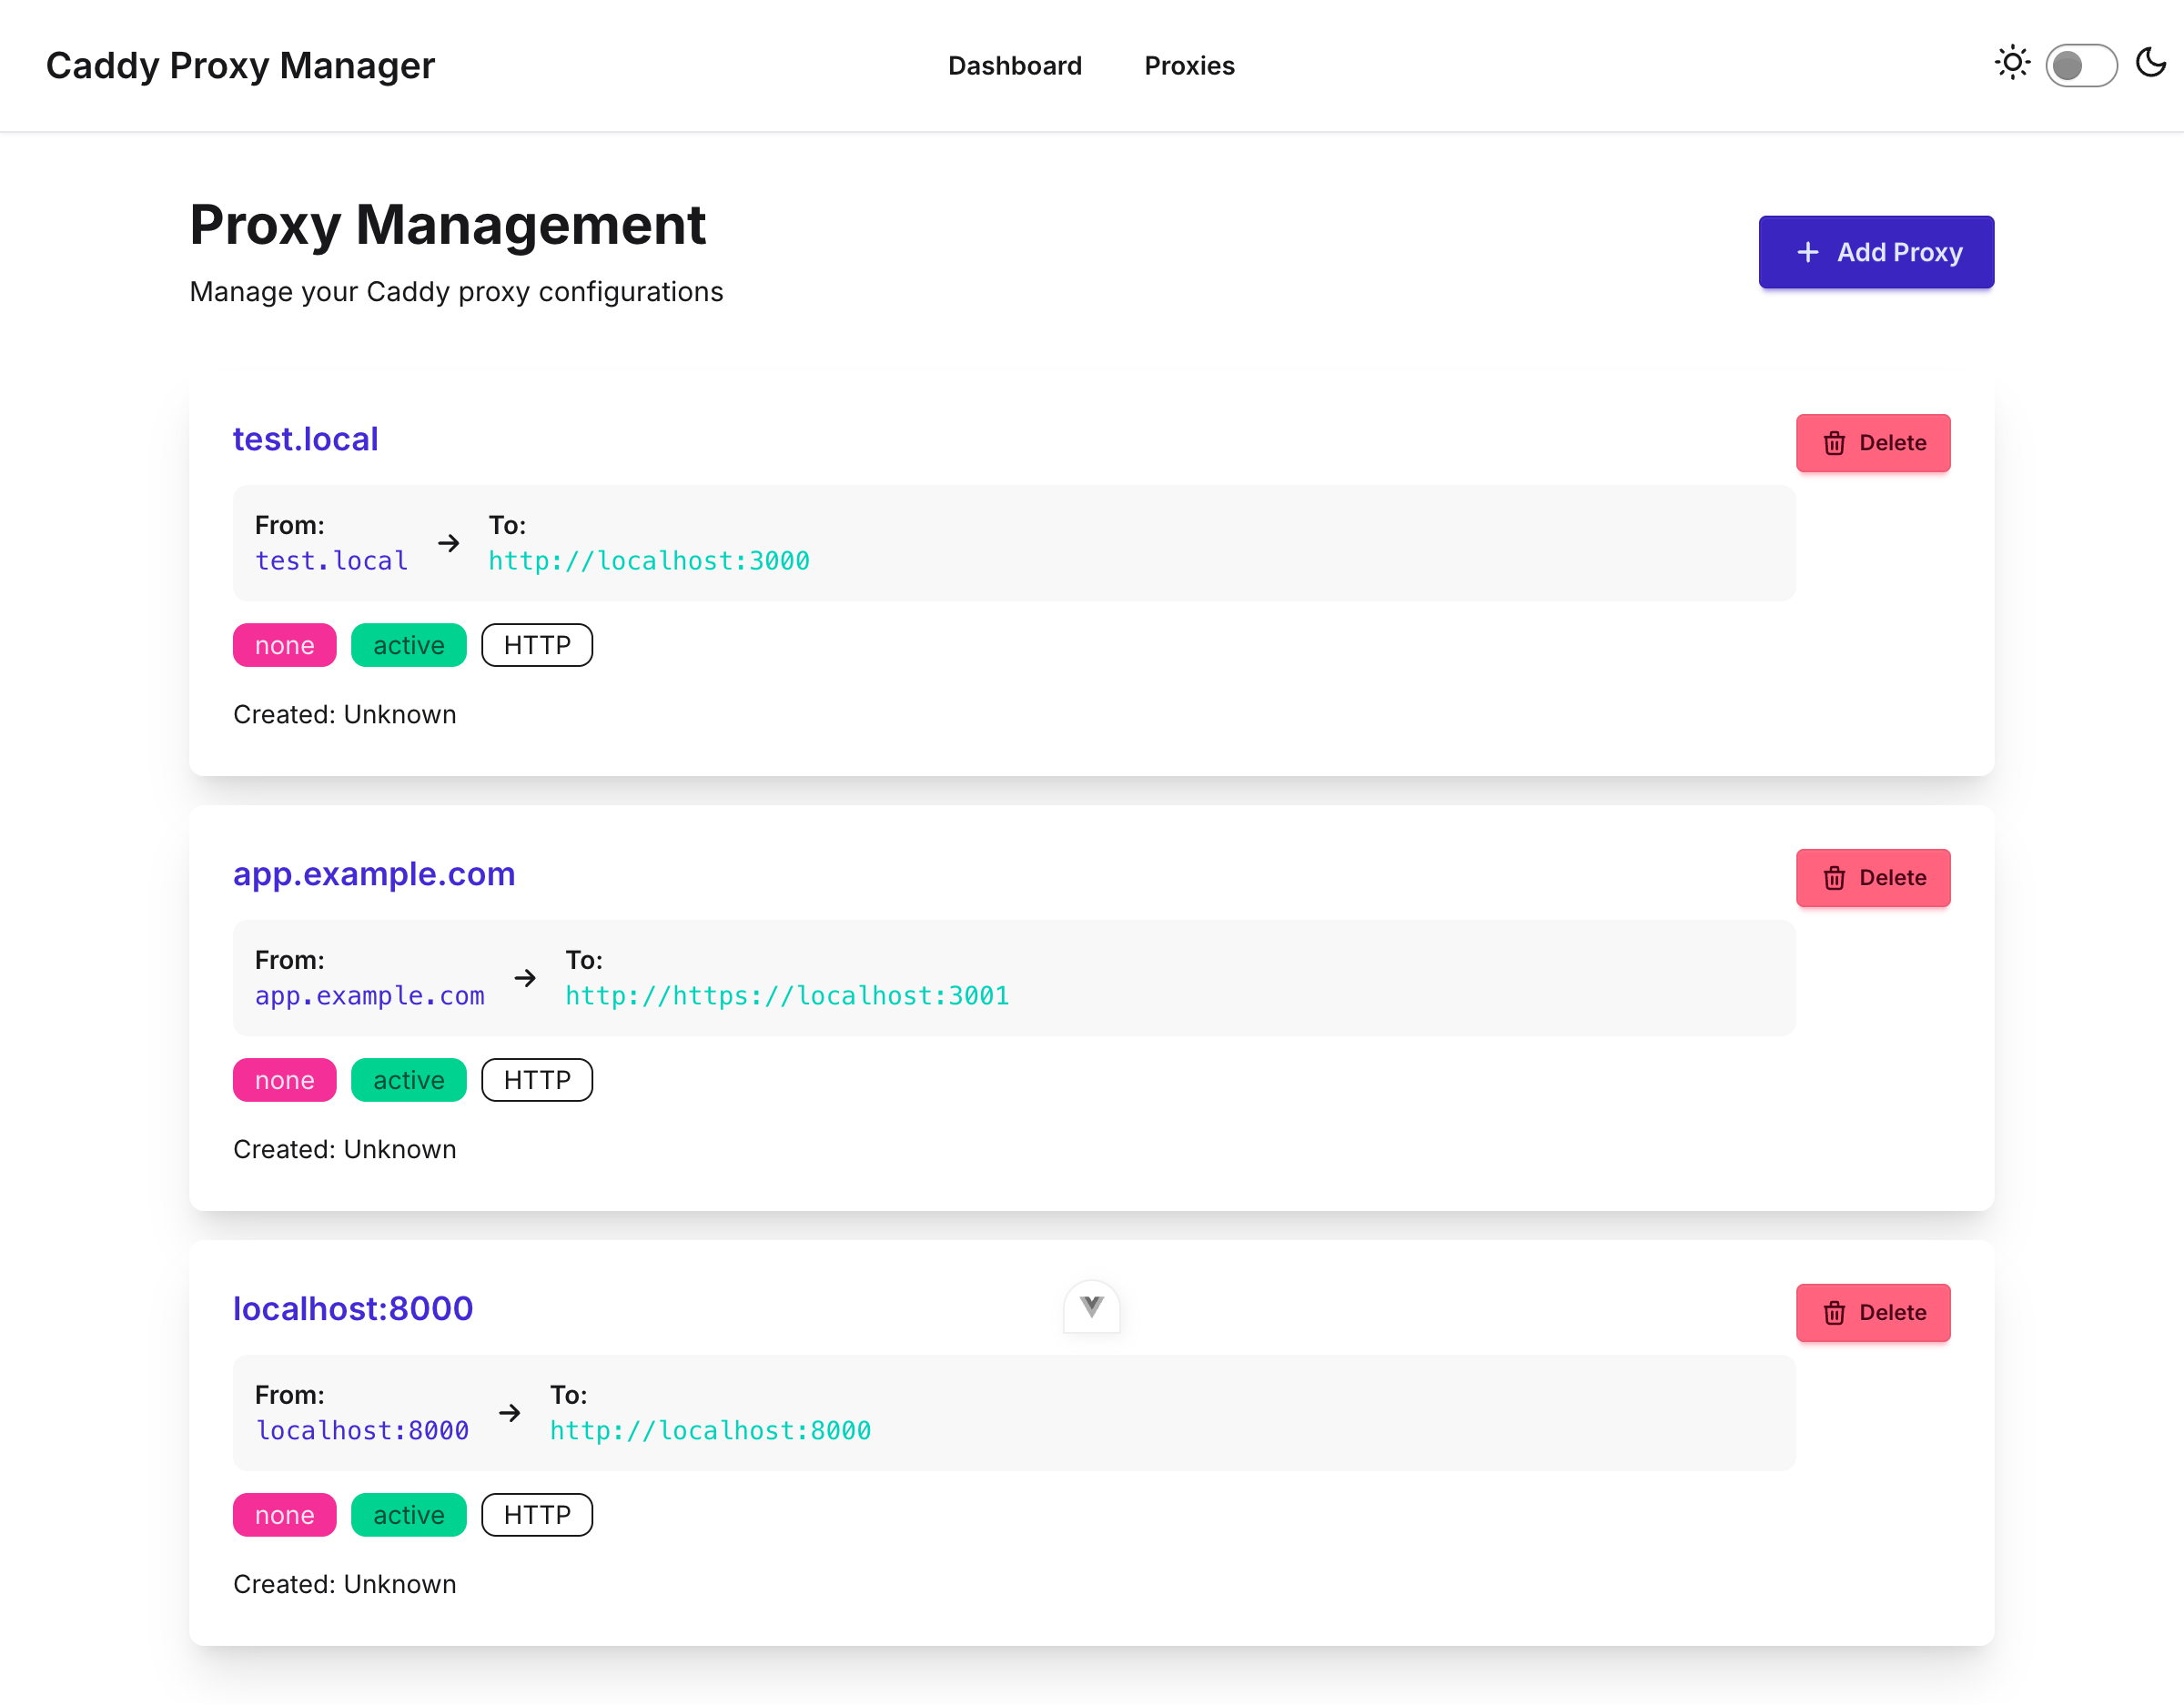 Caddy Proxy Manager
Dashboard
Proxies
Proxy Management
Manage your Caddy proxy configurations
+ Add Proxy
test.local
Delete
From:
test.local
→
To:
http://localhost:3000
none
active
HTTP
Created: Unknown
app.example.com
Delete
From:
app.example.com
→
To:
http://https://localhost:3001
none
active
HTTP
Created: Unknown
localhost:8000
Delete
From:
localhost:8000
→
To:
http://localhost:8000
none
active
HTTP
Created: Unknown